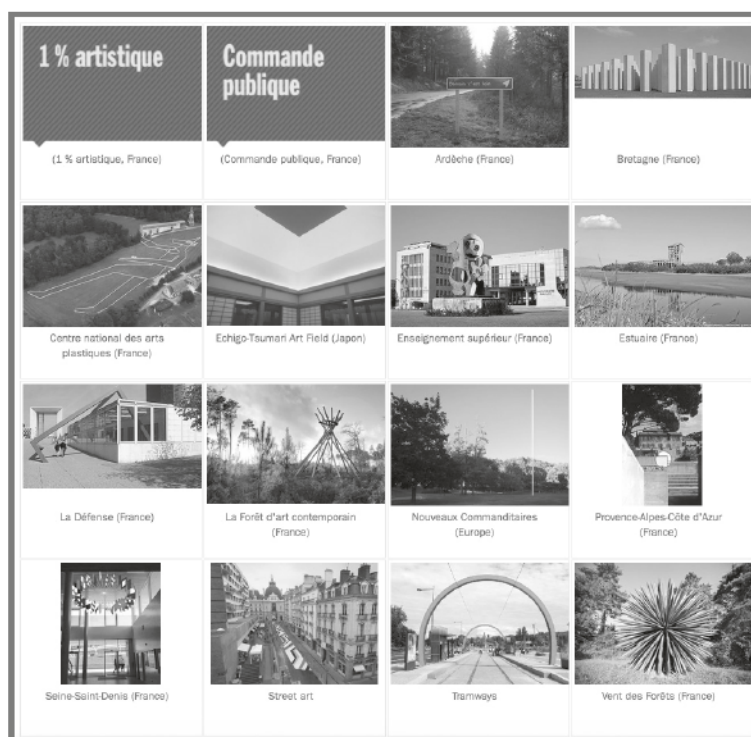 1 % artistique
Commande
publique
(1 % artistique, France)
(Commande publique, France)
Ardèche (France)
Bretagne (France)
Centre national des arts
plastiques (France)
Echigo-Tsumari Art Field (Japon)
Enseignement supérieur (France)
Estuaire (France)
La Défense (France)
La Forêt d'art contemporain
(France)
Nouveaux Commanditaires
(Europe)
Provence-Alpes-Côte d'Azur
(France)
Seine-Saint-Denis (France)
Street art
Tramways
Vent des Forêts (France)